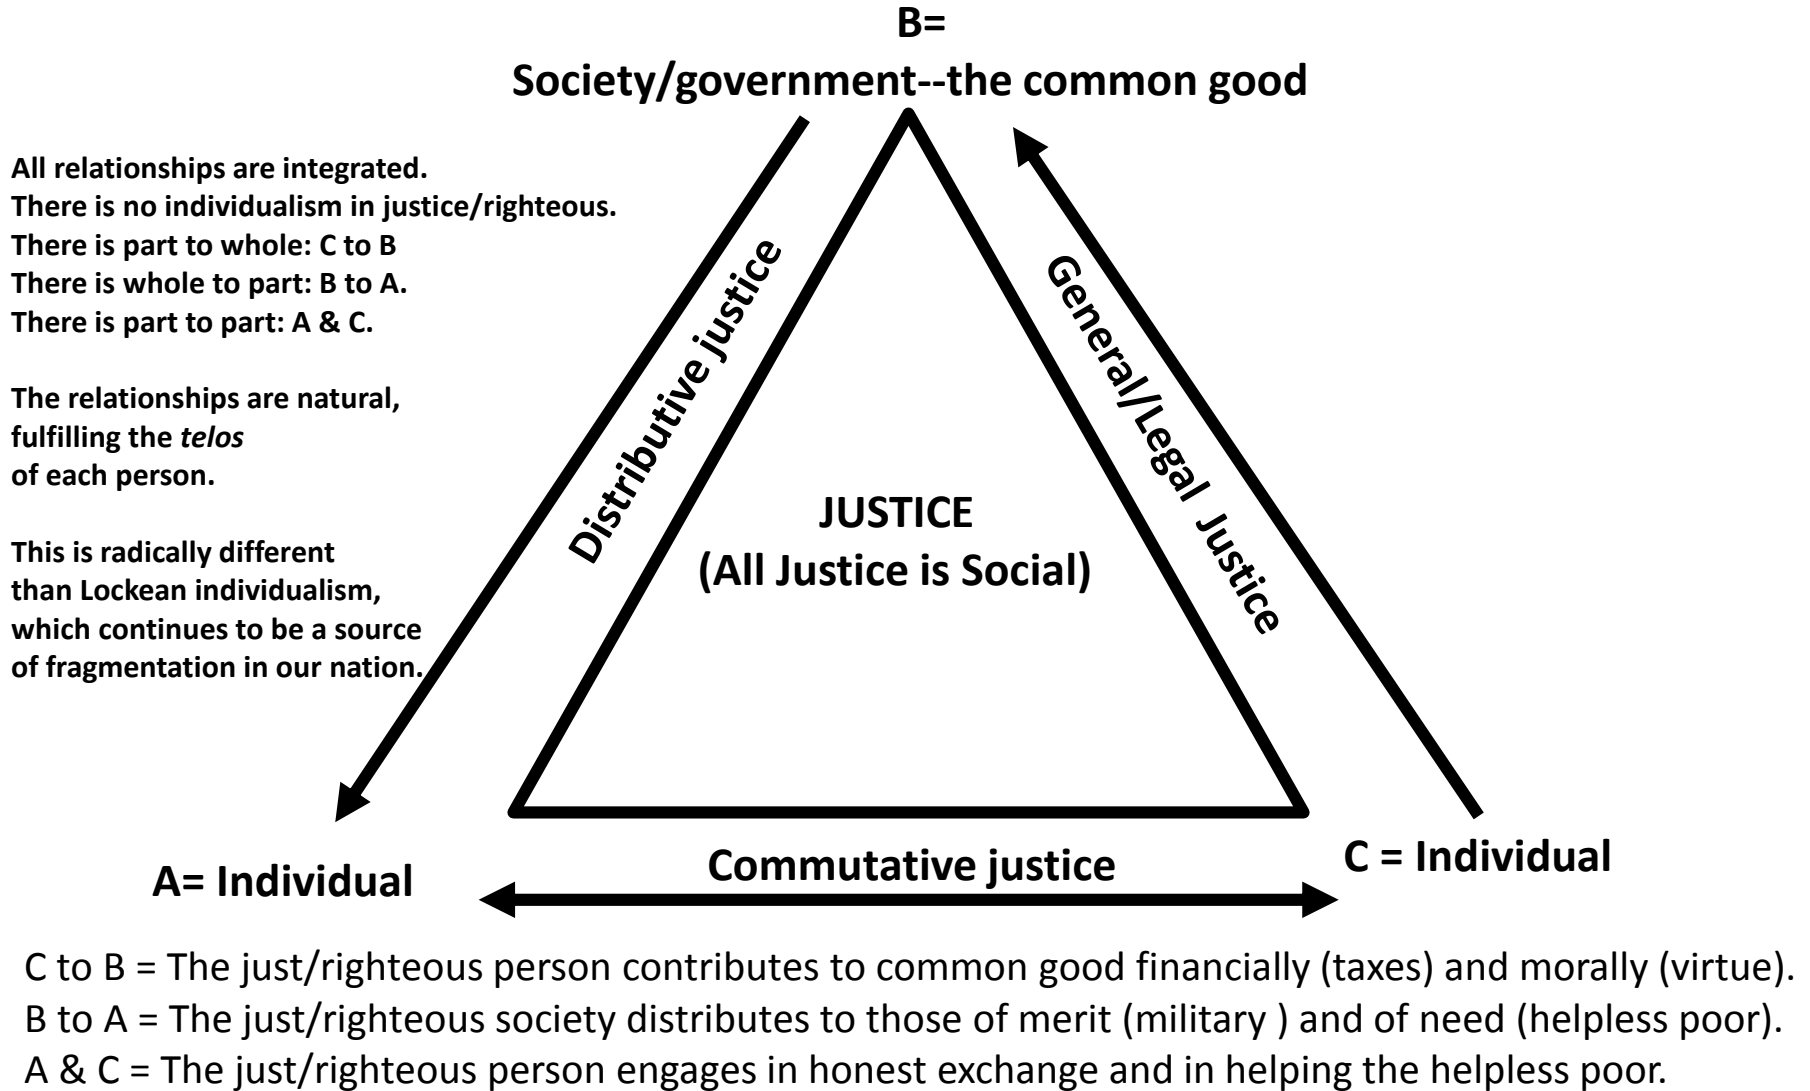 B=
Society/government--the common good
All relationships are integrated.
There is no individualism in justice/righteous.
There is part to whole: C to B
There is whole to part: B to A.
There is part to part: A & C.
The relationships are natural,
fulfilling the telos
of each person.
This is radically different
than Lockean individualism,
which continues to be a source
of fragmentation in our nation.
Distributive justice
General/Legal Justice
JUSTICE
(All Justice is Social)
A= Individual
Commutative justice
C = Individual
C to B = The just/righteous person contributes to common good financially (taxes) and morally (virtue).
B to A = The just/righteous society distributes to those of merit (military ) and of need (helpless poor).
A & C = The just/righteous person engages in honest exchange and in helping the helpless poor.